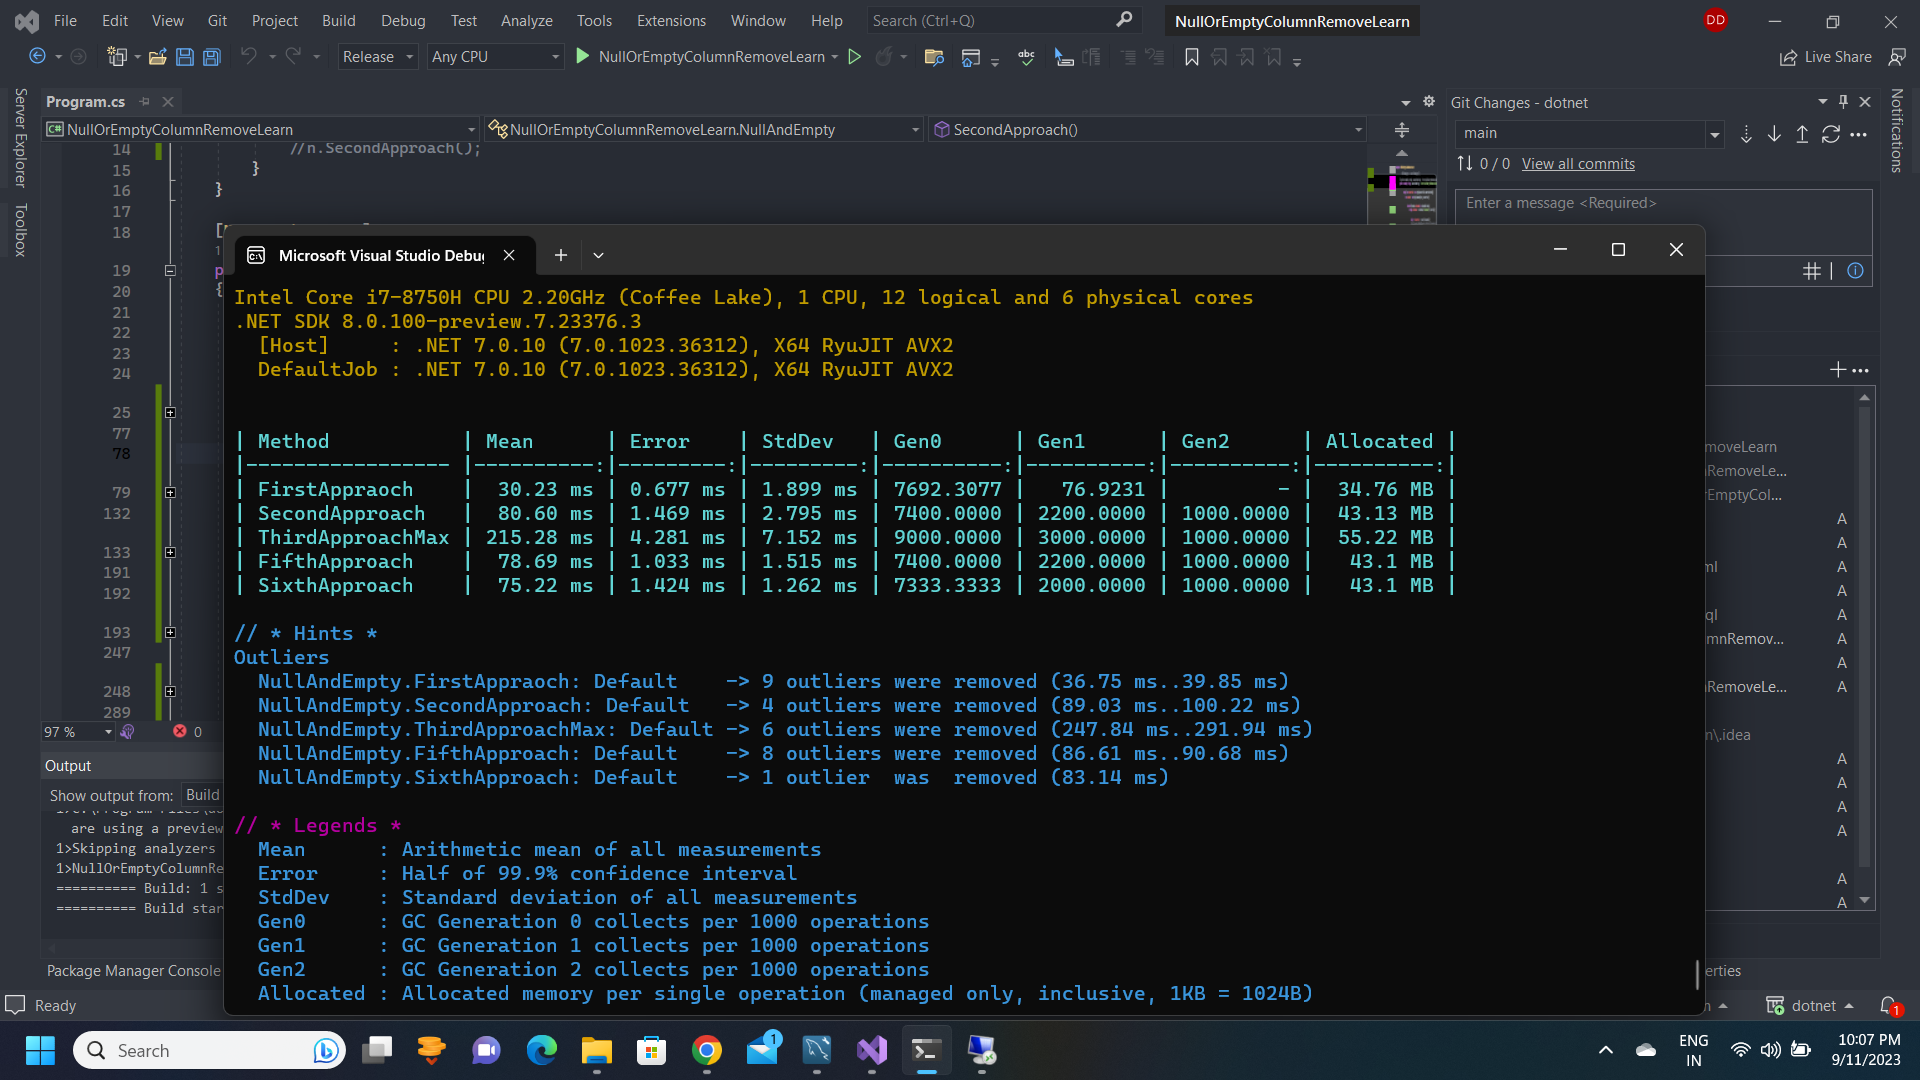 File Edit View Git Project Build Debug Test Analyze Tools Extensions Window Help Search (Ctrl+Q) NullOrEmptyColumnRemoveLearn DD
Release Any CPU NullOrEmptyColumnRemoveLearn Live Share
Server Explorer
Toolbox
Program.cs
NullOrEmptyColumnRemoveLearn NullOrEmptyColumnRemoveLearn.NullAndEmpty SecondApproach()
14 //n.SecondApproach();
15 }
16 }
17
18 [
1
19 p
20 {
21
22
23
24
25
77
78
79
132
133
191
192
193
247
248
289
97 % 0
Output
Show output from: Build
are using a preview
1>Skipping analyzers
1>NullOrEmptyColumnRe
========== Build: 1 s
========== Build star
Package Manager Console
Ready
Git Changes - dotnet
main
0 / 0 View all commits
Enter a message <Required>
Notifications
moveLearn
nRemoveLe...
rEmptyCol...
A
A
ml A
A
ql A
mnRemov... A
A
nRemoveLe... A
n\.idea
A
A
A
A
A
A
erties
dotnet 1
Microsoft Visual Studio Debug
Intel Core i7-8750H CPU 2.20GHz (Coffee Lake), 1 CPU, 12 logical and 6 physical cores
.NET SDK 8.0.100-preview.7.23376.3
[Host] : .NET 7.0.10 (7.0.1023.36312), X64 RyuJIT AVX2
DefaultJob : .NET 7.0.10 (7.0.1023.36312), X64 RyuJIT AVX2
| Method | Mean | Error | StdDev | Gen0 | Gen1 | Gen2 | Allocated |
|----------------- |----------:|---------:|---------:|----------:|----------:|----------:|----------:|
| FirstAppraoch | 30.23 ms | 0.677 ms | 1.899 ms | 7692.3077 | 76.9231 | - | 34.76 MB |
| SecondApproach | 80.60 ms | 1.469 ms | 2.795 ms | 7400.0000 | 2200.0000 | 1000.0000 | 43.13 MB |
| ThirdApproachMax | 215.28 ms | 4.281 ms | 7.152 ms | 9000.0000 | 3000.0000 | 1000.0000 | 55.22 MB |
| FifthApproach | 78.69 ms | 1.033 ms | 1.515 ms | 7400.0000 | 2200.0000 | 1000.0000 | 43.1 MB |
| SixthApproach | 75.22 ms | 1.424 ms | 1.262 ms | 7333.3333 | 2000.0000 | 1000.0000 | 43.1 MB |
// * Hints *
Outliers
NullAndEmpty.FirstAppraoch: Default -> 9 outliers were removed (36.75 ms..39.85 ms)
NullAndEmpty.SecondApproach: Default -> 4 outliers were removed (89.03 ms..100.22 ms)
NullAndEmpty.ThirdApproachMax: Default -> 6 outliers were removed (247.84 ms..291.94 ms)
NullAndEmpty.FifthApproach: Default -> 8 outliers were removed (86.61 ms..90.68 ms)
NullAndEmpty.SixthApproach: Default -> 1 outlier was removed (83.14 ms)
// * Legends *
Mean : Arithmetic mean of all measurements
Error : Half of 99.9% confidence interval
StdDev : Standard deviation of all measurements
Gen0 : GC Generation 0 collects per 1000 operations
Gen1 : GC Generation 1 collects per 1000 operations
Gen2 : GC Generation 2 collects per 1000 operations
Allocated : Allocated memory per single operation (managed only, inclusive, 1KB = 1024B)
Search 1 ENG
IN
10:07 PM
9/11/2023